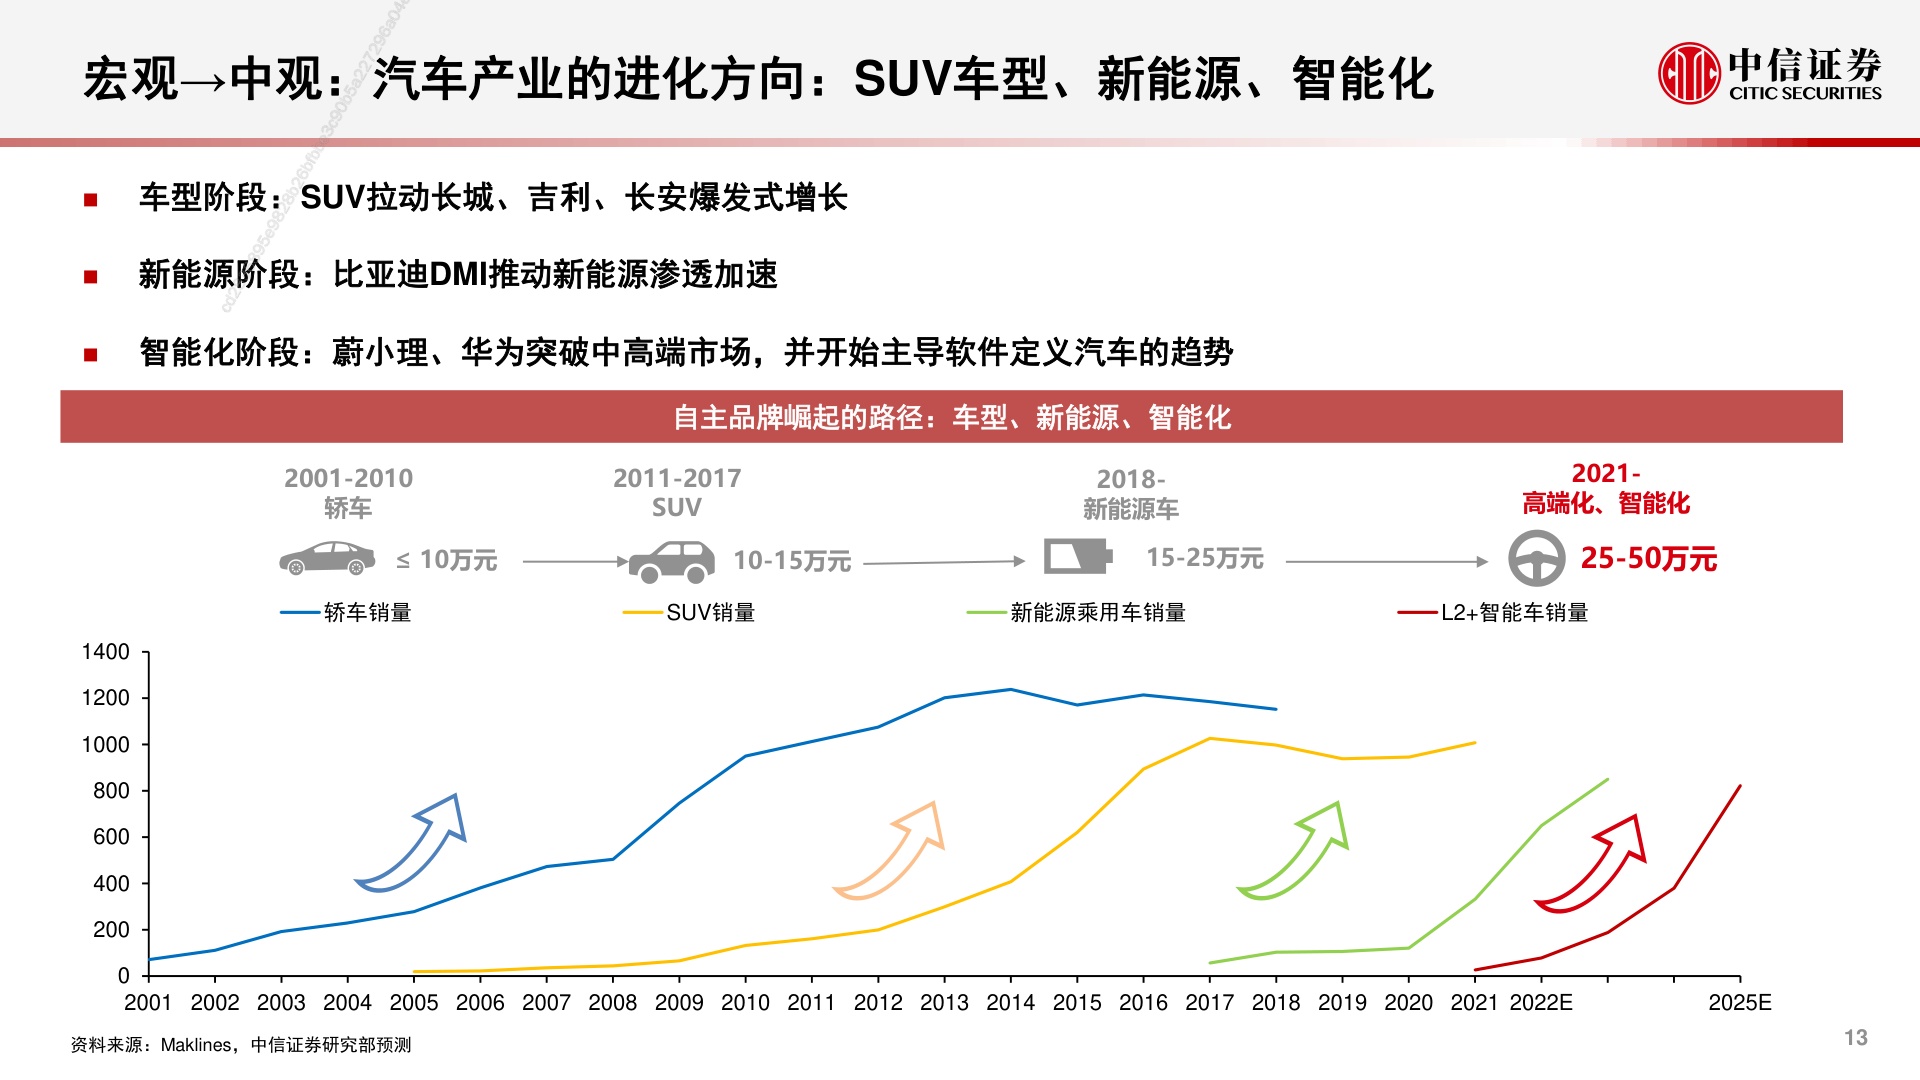 宏观→中观：汽车产业的进化方向：SUV车型、新能源、智能化
中信证券
CITIC SECURITIES
车型阶段：SUV拉动长城、吉利、长安爆发式增长
新能源阶段：比亚迪DMI推动新能源渗透加速
智能化阶段：蔚小理、华为突破中高端市场，并开始主导软件定义汽车的趋势
自主品牌崛起的路径：车型、新能源、智能化
2001-2010
轿车
≤ 10万元
2011-2017
SUV
10-15万元
2018-
新能源车
15-25万元
2021-
高端化、智能化
25-50万元
轿车销量
SUV销量
新能源乘用车销量
L2+智能车销量
1400
1200
1000
800
600
400
200
0
2001 2002 2003 2004 2005 2006 2007 2008 2009 2010 2011 2012 2013 2014 2015 2016 2017 2018 2019 2020 2021 2022E 2025E
资料来源：Maklines，中信证券研究部预测
13